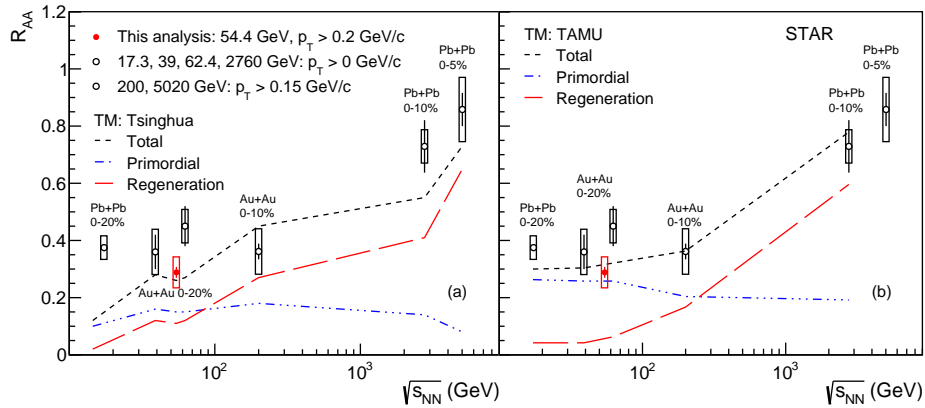 R_AA
1.2
1
0.8
0.6
0.4
0.2
0
This analysis: 54.4 GeV, p_T > 0.2 GeV/c
17.3, 39, 62.4, 2760 GeV: p_T > 0 GeV/c
200, 5020 GeV: p_T > 0.15 GeV/c
TM: Tsinghua
Total
Primordial
Regeneration
Pb+Pb
0-5%
Pb+Pb
0-10%
Pb+Pb
0-20%
Au+Au
0-10%
Au+Au 0-20%
(a)
10^2
10^3
√s_NN (GeV)
TM: TAMU
STAR
Total
Primordial
Regeneration
Pb+Pb
0-5%
Pb+Pb
0-10%
Au+Au
0-20%
Pb+Pb
0-20%
Au+Au
0-10%
(b)
10^2
10^3
√s_NN (GeV)